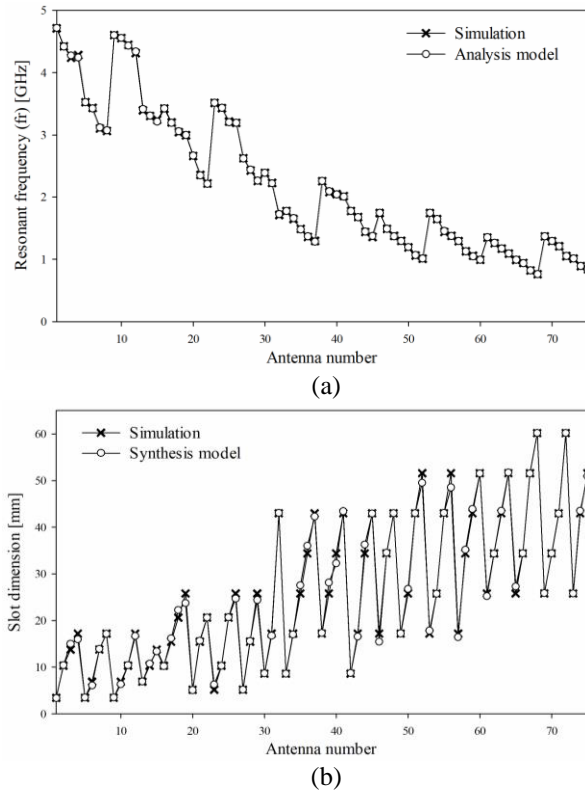 5
4
3
2
1
0
Resonant frequency (fr) [GHz]
Simulation
Analysis model
10 20 30 40 50 60 70
Antenna number
(a)
60
50
40
30
20
10
0
Slot dimension [mm]
Simulation
Synthesis model
10 20 30 40 50 60 70
Antenna number
(b)